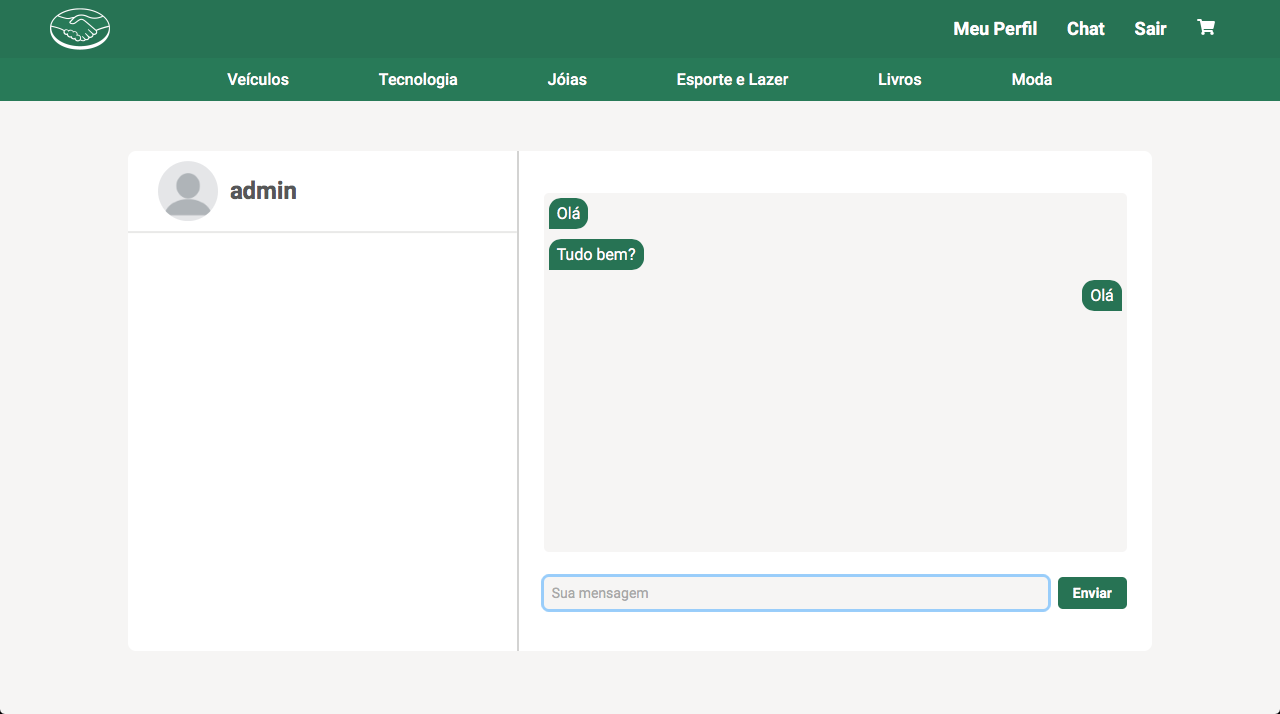 Meu Perfil Chat Sair
Veículos Tecnologia Jóias Esporte e Lazer Livros Moda
admin
Olá
Tudo bem?
Olá
Sua mensagem Enviar